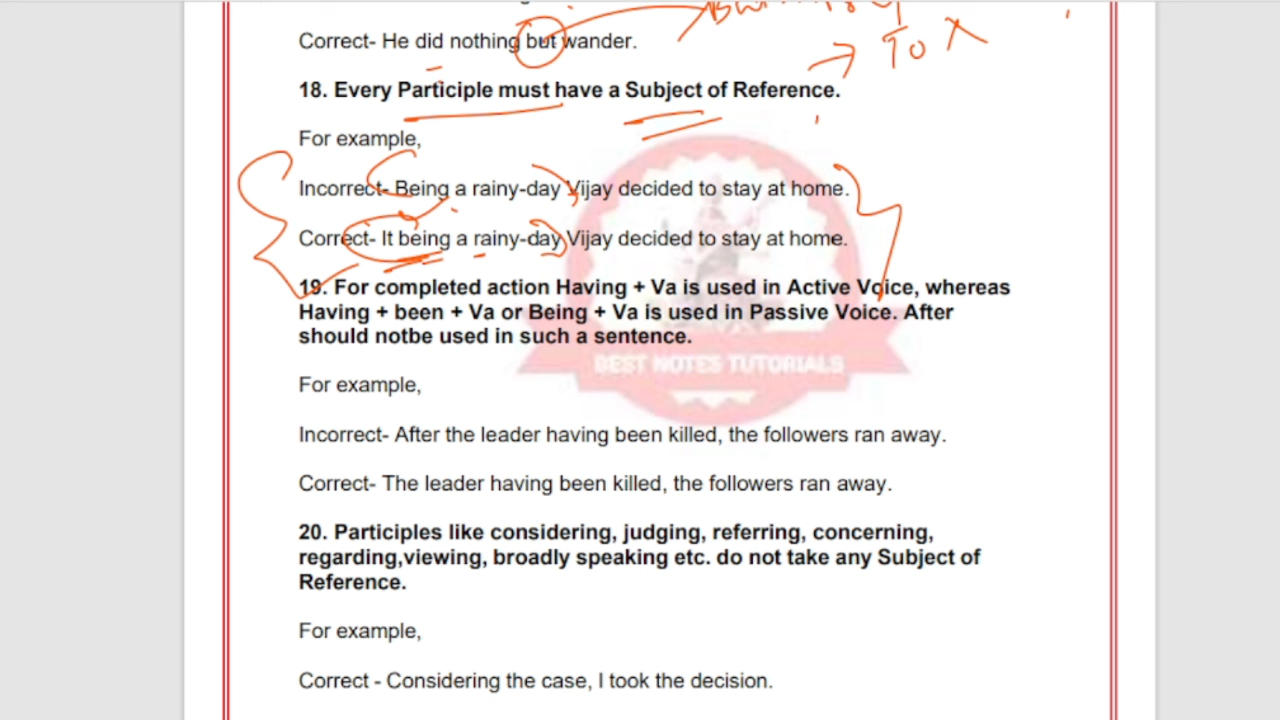 Correct- He did nothing but wander.
To X
18. Every Participle must have a Subject of Reference.
For example,
Incorrect- Being a rainy-day Vijay decided to stay at home.
Correct- It being a rainy-day Vijay decided to stay at home.
19. For completed action Having + Va is used in Active Voice, whereas
Having + been + Va or Being + Va is used in Passive Voice. After
should notbe used in such a sentence.
BEST NOTES TUTORIALS
For example,
Incorrect- After the leader having been killed, the followers ran away.
Correct- The leader having been killed, the followers ran away.
20. Participles like considering, judging, referring, concerning,
regarding,viewing, broadly speaking etc. do not take any Subject of
Reference.
For example,
Correct - Considering the case, I took the decision.